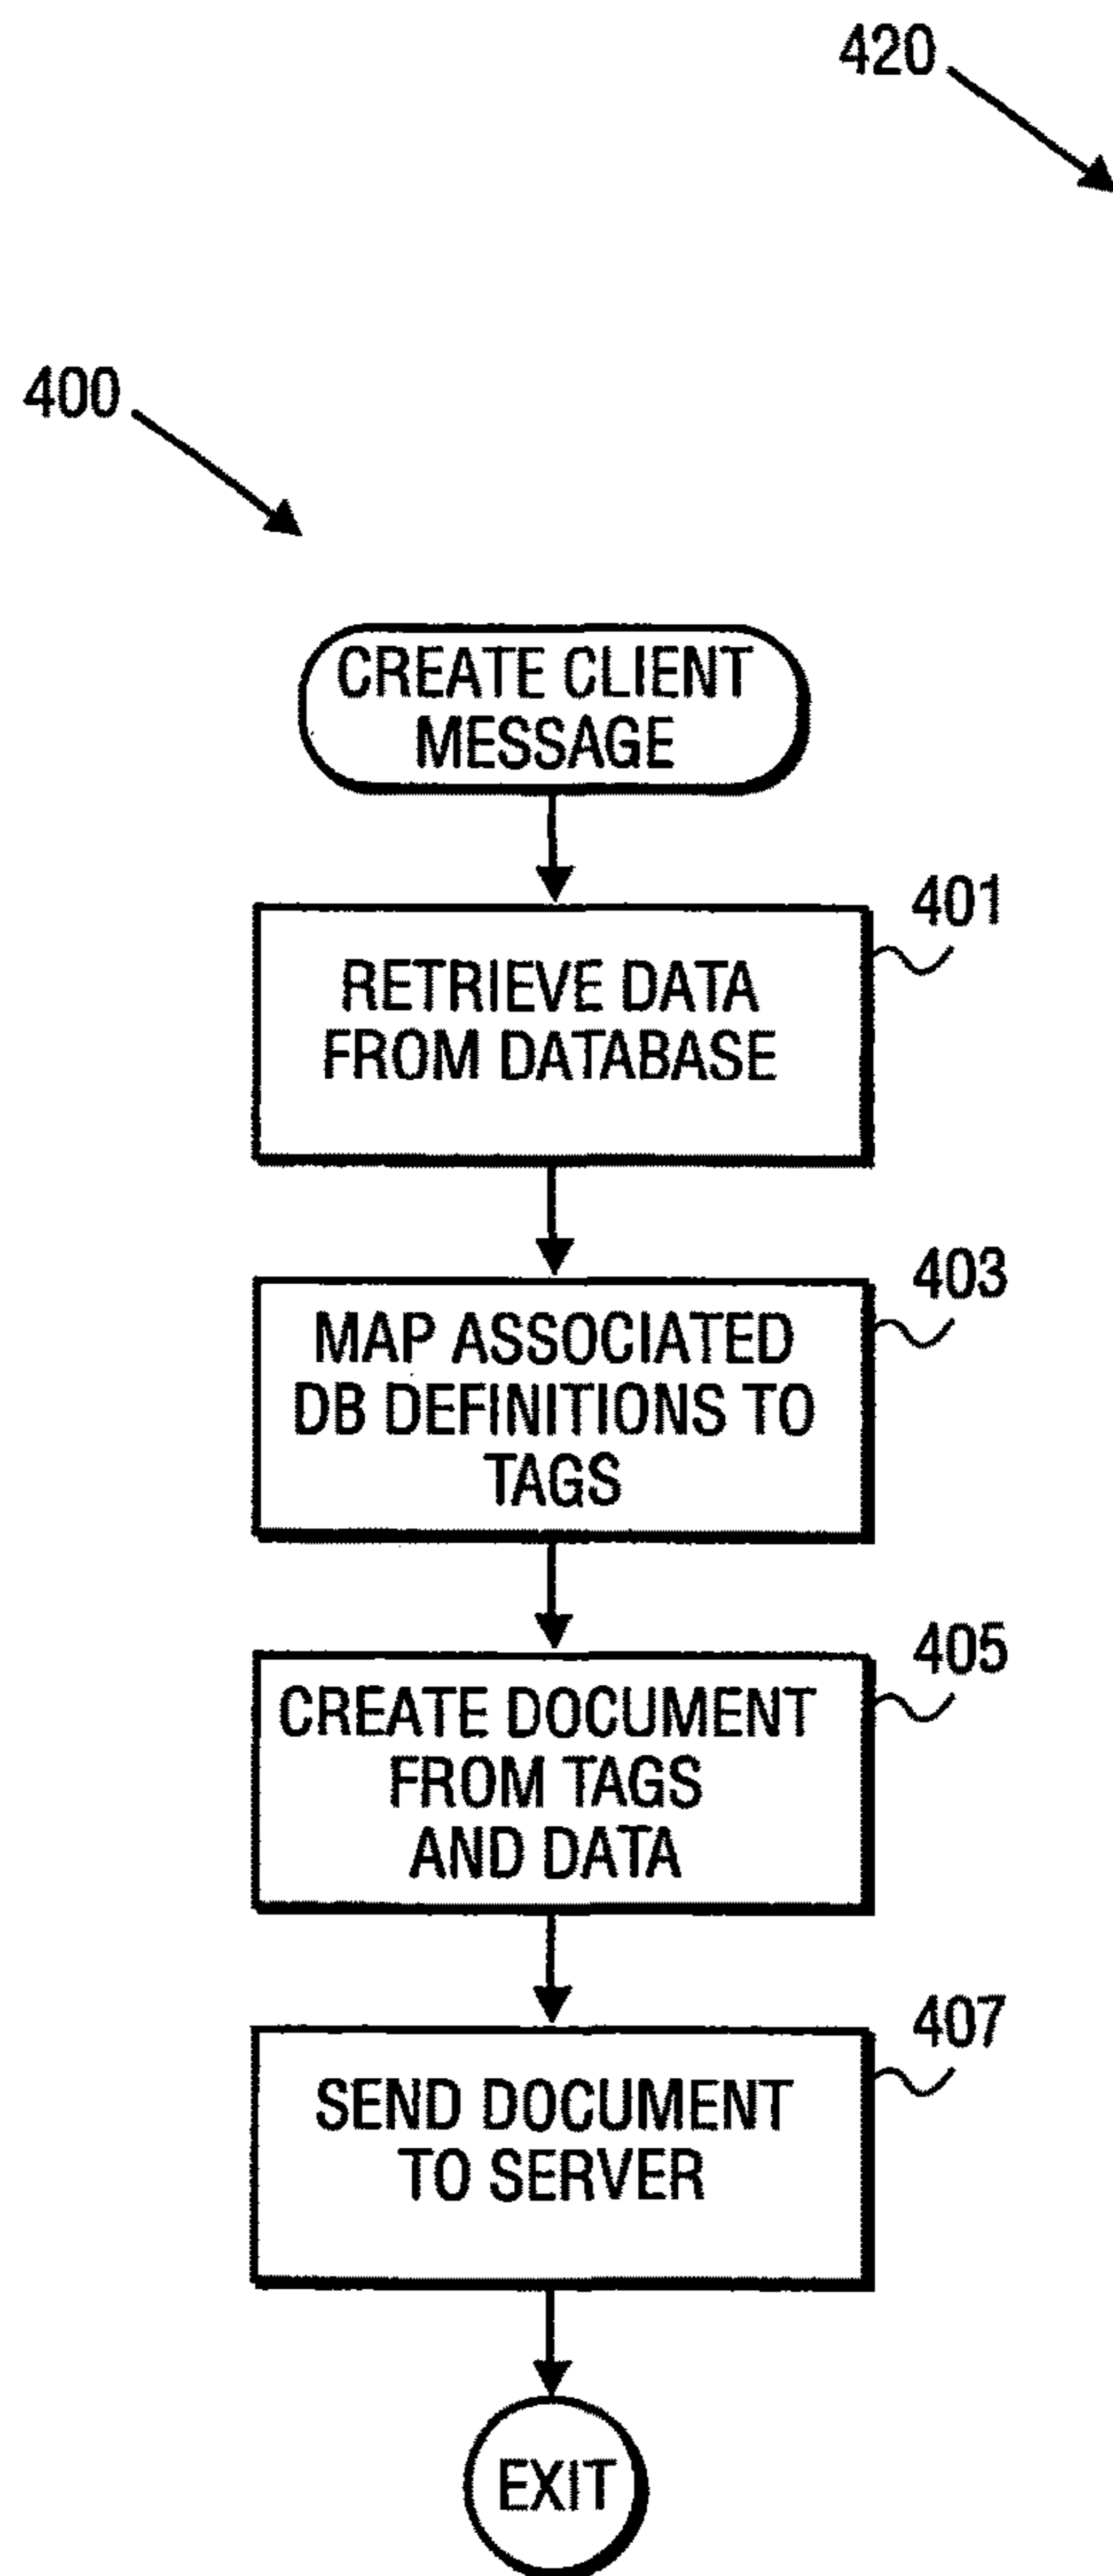 420
400
CREATE CLIENT
MESSAGE
401
RETRIEVE DATA
FROM DATABASE
403
MAP ASSOCIATED
DB DEFINITIONS TO
TAGS
405
CREATE DOCUMENT
FROM TAGS
AND DATA
407
SEND DOCUMENT
TO SERVER
EXIT